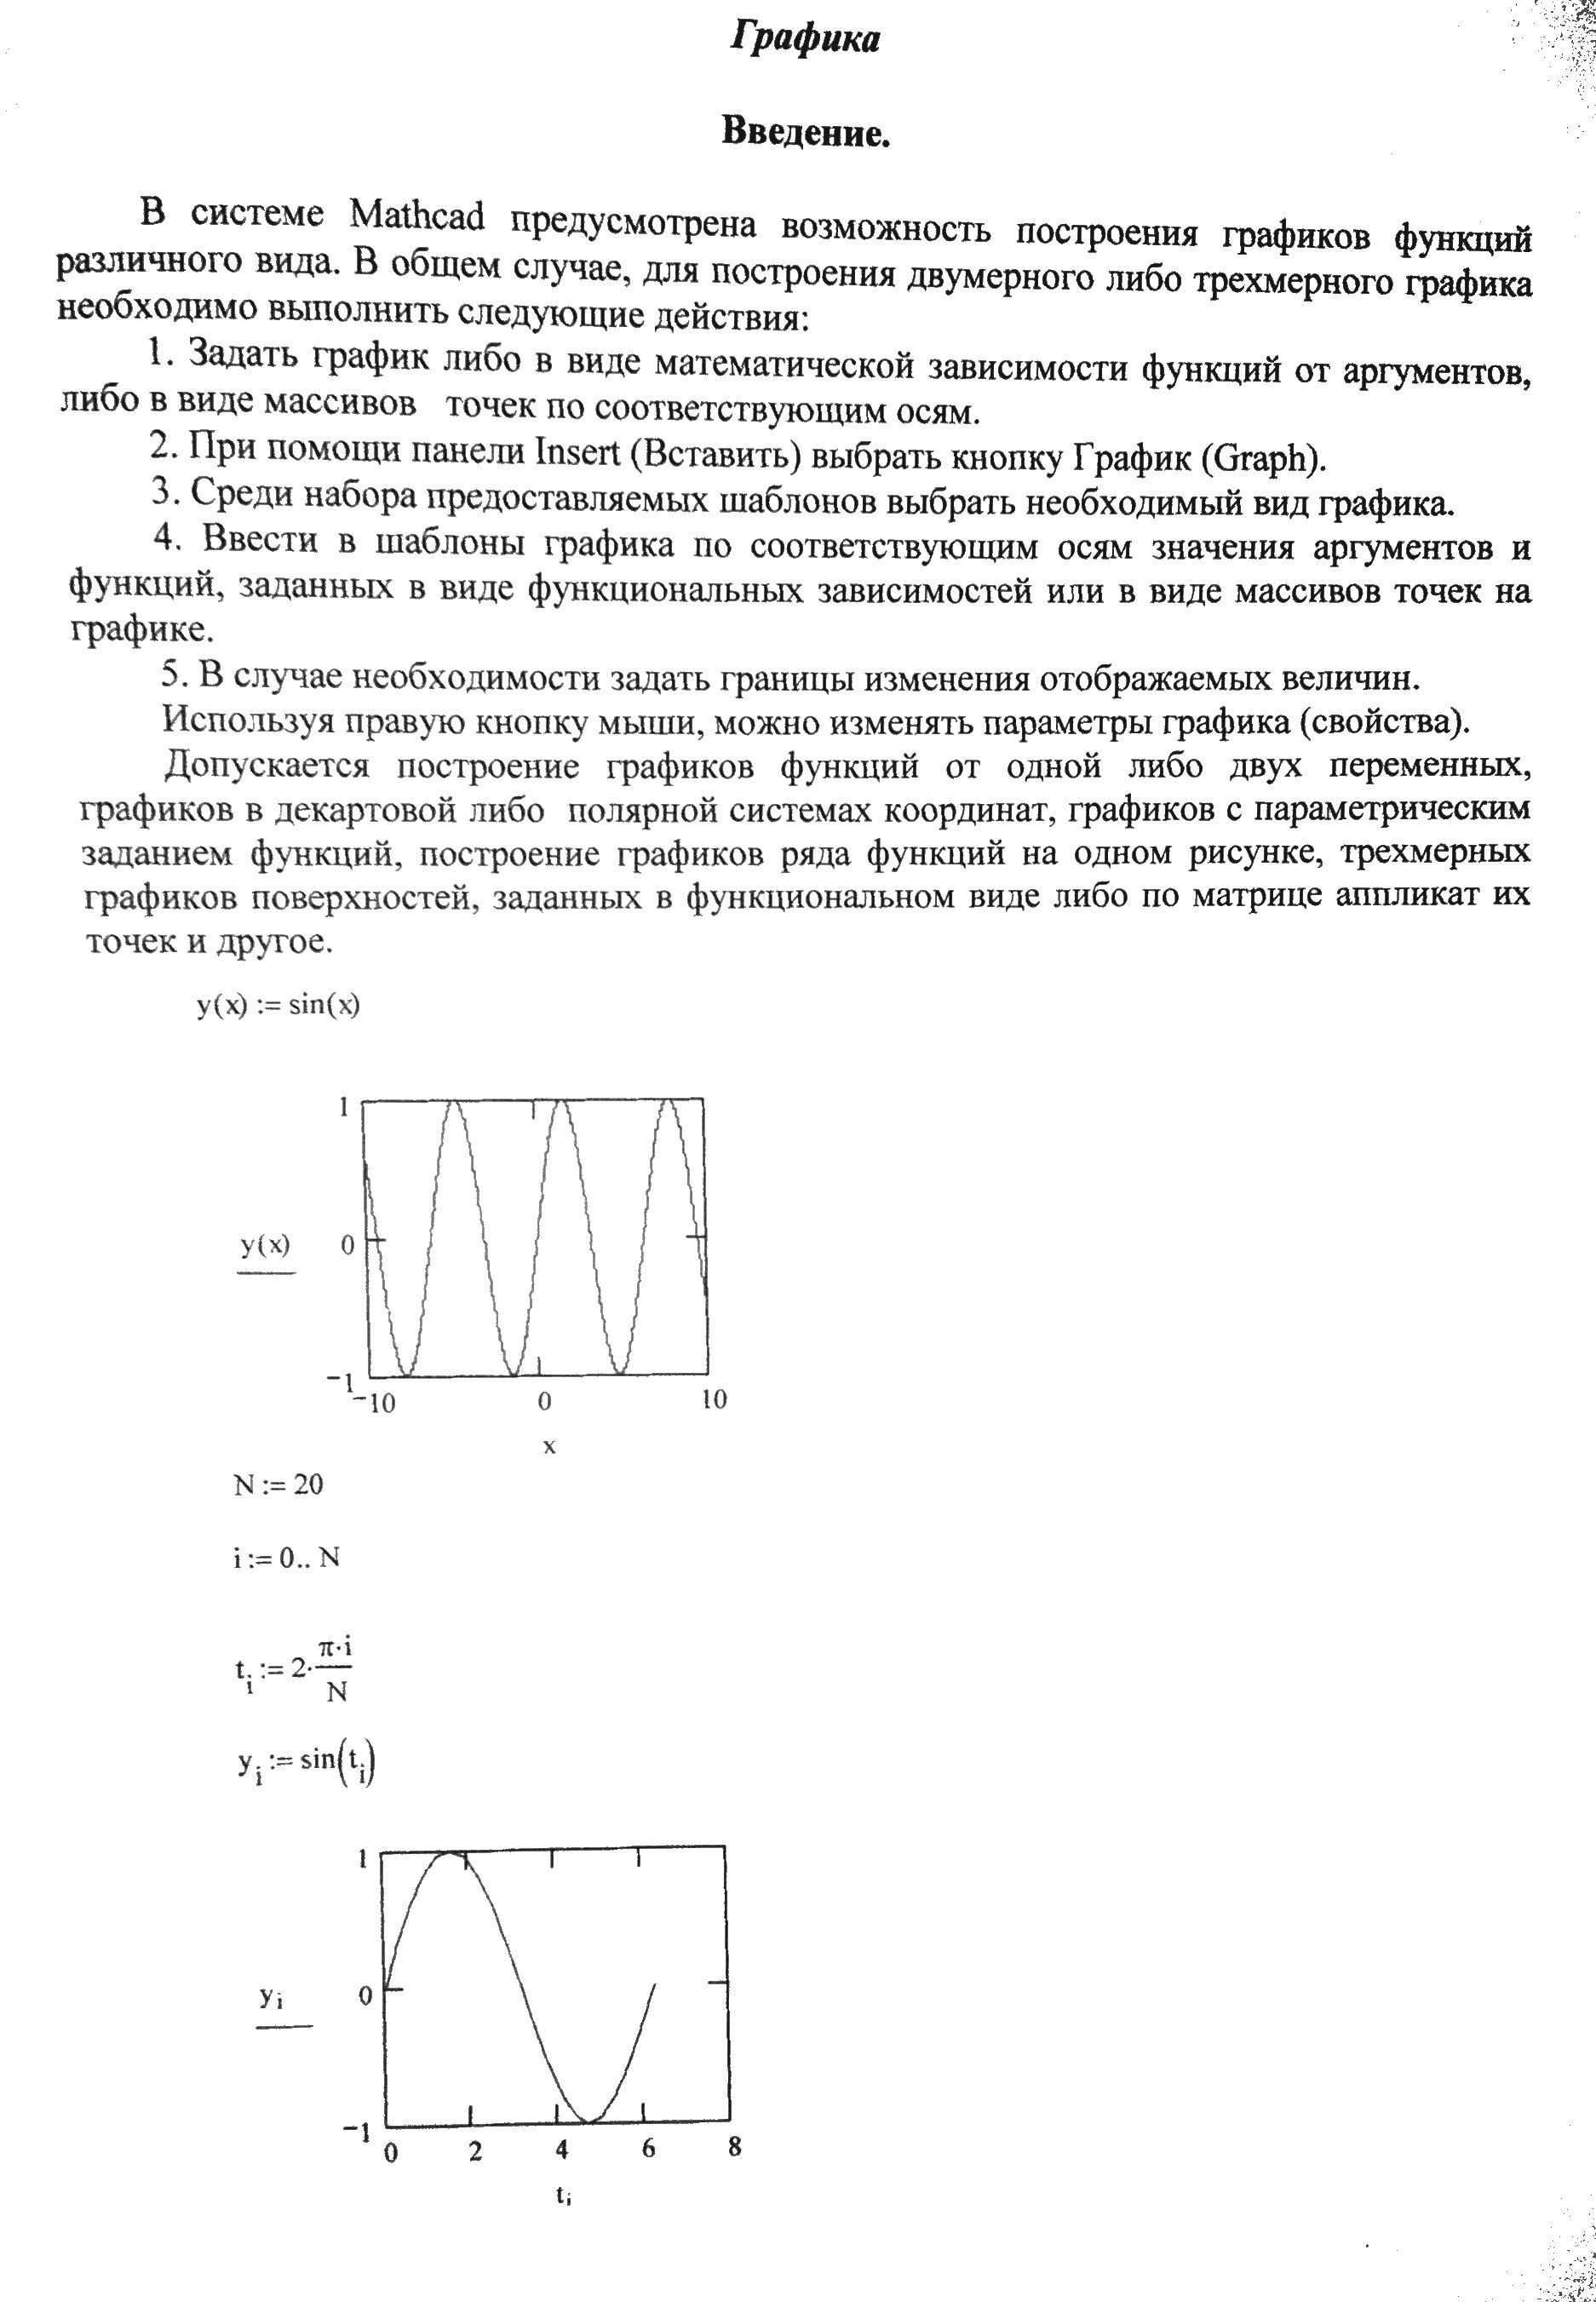 Графика
Введение.
В системе Mathcad предусмотрена возможность построения графиков функций
различного вида. В общем случае, для построения двумерного либо трехмерного графика
необходимо выполнить следующие действия:
1. Задать график либо в виде математической зависимости функций от аргументов,
либо в виде массивов точек по соответствующим осям.
2. При помощи панели Insert (Вставить) выбрать кнопку График (Graph).
3. Среди набора предоставляемых шаблонов выбрать необходимый вид графика.
4. Ввести в шаблоны графика по соответствующим осям значения аргументов и
функций, заданных в виде функциональных зависимостей или в виде массивов точек на
графике.
5. В случае необходимости задать границы изменения отображаемых величин.
Используя правую кнопку мыши, можно изменять параметры графика (свойства).
Допускается построение графиков функций от одной либо двух переменных,
графиков в декартовой либо полярной системах координат, графиков с параметрическим
заданием функций, построение графиков ряда функций на одном рисунке, трехмерных
графиков поверхностей, заданных в функциональном виде либо по матрице аппликат их
точек и другое.
y(x) := sin(x)
1
y(x) 0
−1
−10 0 10
x
N := 20
i := 0.. N
t_i := 2·π·i/N
y_i := sin(t_i)
1
y_i 0
−1
0 2 4 6 8
t_i